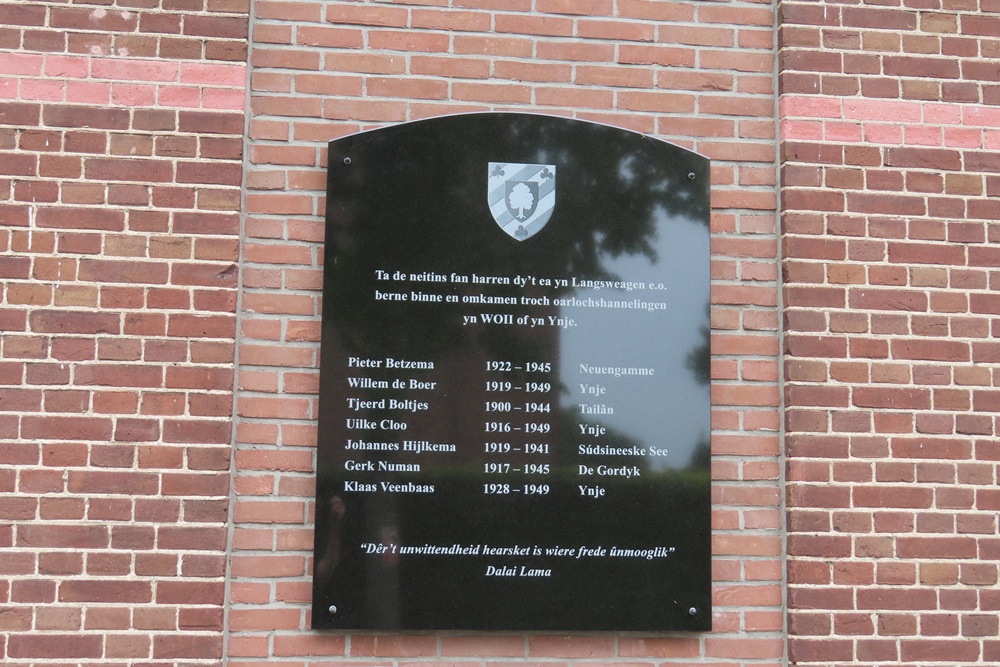 Ta de neitins fan harren dy't ea yn Langsweagen e.o.
berne binne en omkamen troch oarlochshannelingen
yn WOII of yn Ynje.
Pieter Betzema 1922 – 1945 Neuengamme
Willem de Boer 1919 – 1949 Ynje
Tjeerd Boltjes 1900 – 1944 Tailân
Uilke Cloo 1916 – 1949 Ynje
Johannes Hijlkema 1919 – 1941 Súdsineeske See
Gerk Numan 1917 – 1945 De Gordyk
Klaas Veenbaas 1928 – 1949 Ynje
“Dêr't unwittendheid hearsket is wiere frede ûnmooglik”
Dalai Lama